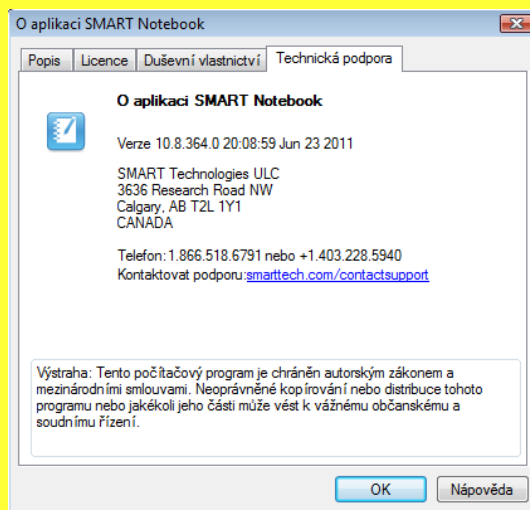 O aplikaci SMART Notebook
Popis Licence Duševní vlastnictví Technická podpora
O aplikaci SMART Notebook
Verze 10.8.364.0 20:08:59 Jun 23 2011
SMART Technologies ULC
3636 Research Road NW
Calgary, AB T2L 1Y1
CANADA
Telefon:1.866.518.6791 nebo +1.403.228.5940
Kontaktovat podporu:smarttech.com/contactsupport
Výstraha: Tento počítačový program je chráněn autorským zákonem a
mezinárodními smlouvami. Neoprávněné kopírování nebo distribuce tohoto
programu nebo jakékoli jeho části může vést k vážnému občanskému a
soudnímu řízení.
OK Nápověda